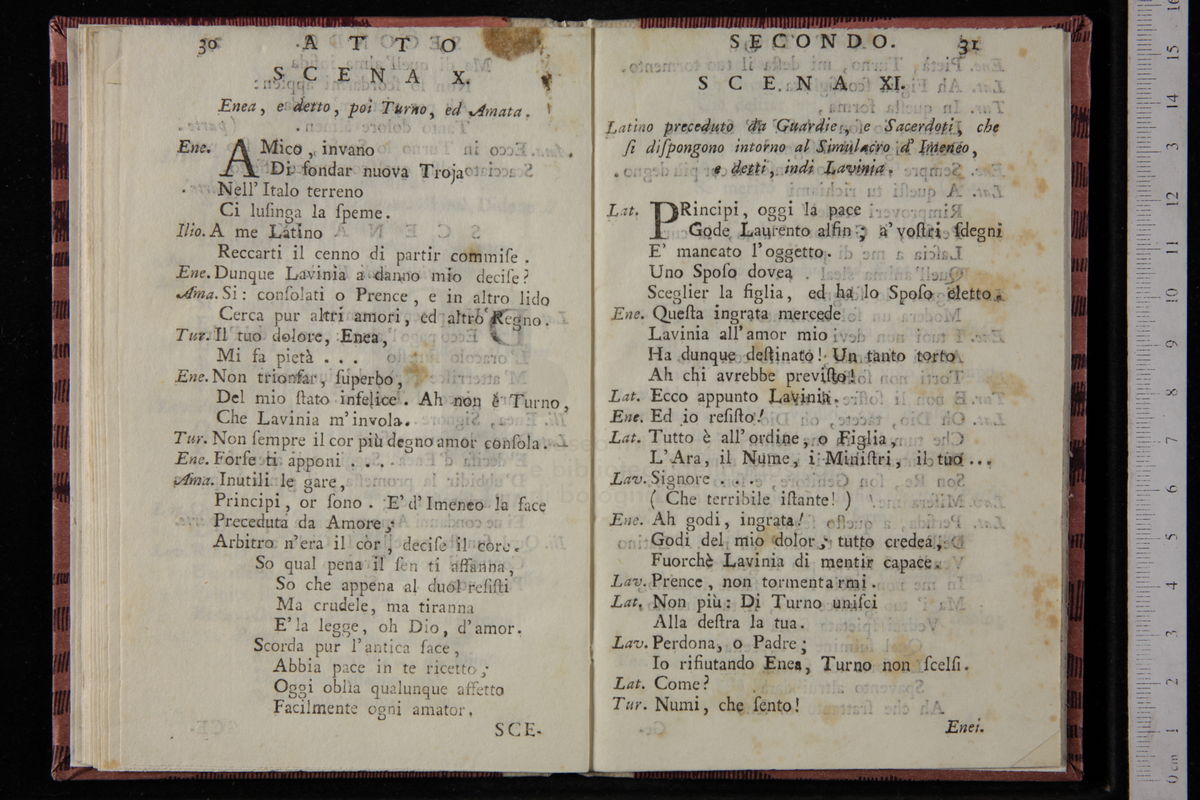 30 ATTO
SCENA X.
Enea, e detto, poi Turno, ed Amata.
Ene. AMico, invano
Di fondar nuova Troja
Nell' Italo terreno
Ci luſinga la ſpeme.
Ilio. A me Latino
Reccarti il cenno di partir commiſe.
Ene. Dunque Lavinia a danno mio deciſe?
Ama. Si: conſolati o Prence, e in altro lido
Cerca pur altri amori, ed altro Regno.
Tur. Il tuo dolore, Enea,
Mi fa pietà . . .
Ene. Non trionfar, ſuperbo,
Del mio ſtato infelice. Ah non è Turno,
Che Lavinia m'invola.
Tur. Non ſempre il cor più degno amor conſola.
Ene. Forſe ti apponi . . . .
Ama. Inutili le gare,
Principi, or ſono. E' d' Imeneo la face
Preceduta da Amore;
Arbitro n'era il cor, deciſe il core.
So qual pena il ſen ti affanna,
So che appena al duol reſiſti
Ma crudele, ma tiranna
E' la legge, oh Dio, d'amor.
Scorda pur l'antica face,
Abbia pace in te ricetto;
Oggi oblia qualunque affetto
Facilmente ogni amator.
SCE-
SECONDO. 31
SCENA XI.
Latino preceduto da Guardie, e Sacerdoti, che
ſi diſpongono intorno al Simulacro d' Imeneo,
e detti, indi Lavinia.
Lat. PRincipi, oggi la pace
Gode Laurento alfin; a' voſtri ſdegni
E' mancato l'oggetto.
Uno Spoſo dovea
Sceglier la figlia, ed ha lo Spoſo eletto.
Ene. Queſta ingrata mercede
Lavinia all'amor mio
Ha dunque deſtinato! Un tanto torto
Ah chi avrebbe previſto!
Lat. Ecco appunto Lavinia.
Ene. Ed io reſiſto!
Lat. Tutto è all'ordine, o Figlia,
L'Ara, il Nume, i Miniſtri, il tuo ...
Lav. Signore . . .
( Che terribile iſtante! )
Ene. Ah godi, ingrata!
Godi del mio dolor; tutto credea,
Fuorchè Lavinia di mentir capace.
Lav. Prence, non tormentarmi.
Lat. Non più: Di Turno uniſci
Alla deſtra la tua.
Lav. Perdona, o Padre;
Io rifiutando Enea, Turno non ſcelſi.
Lat. Come?
Tur. Numi, che ſento!
Enei.